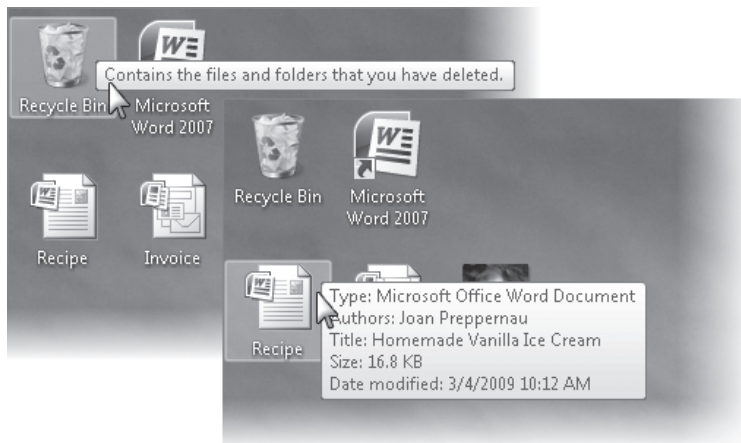 Contains the files and folders that you have deleted.
Recycle Bin
Microsoft
Word 2007
Recipe
Invoice
Recycle Bin
Microsoft
Word 2007
Recipe
Type: Microsoft Office Word Document
Authors: Joan Preppernau
Title: Homemade Vanilla Ice Cream
Size: 16.8 KB
Date modified: 3/4/2009 10:12 AM